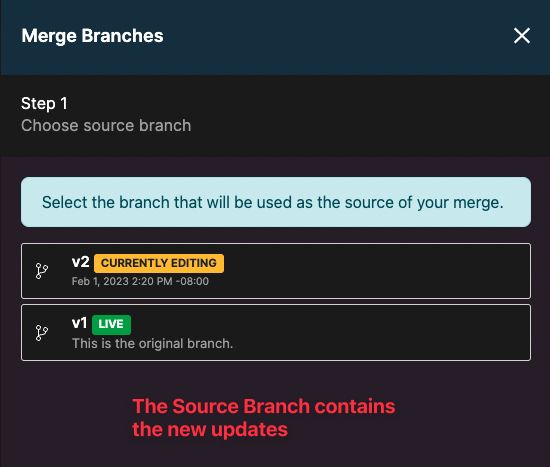 Merge Branches
Step 1
Choose source branch
Select the branch that will be used as the source of your merge.
v2 CURRENTLY EDITING
Feb 1, 2023 2:20 PM -08:00
v1 LIVE
This is the original branch.
The Source Branch contains
the new updates